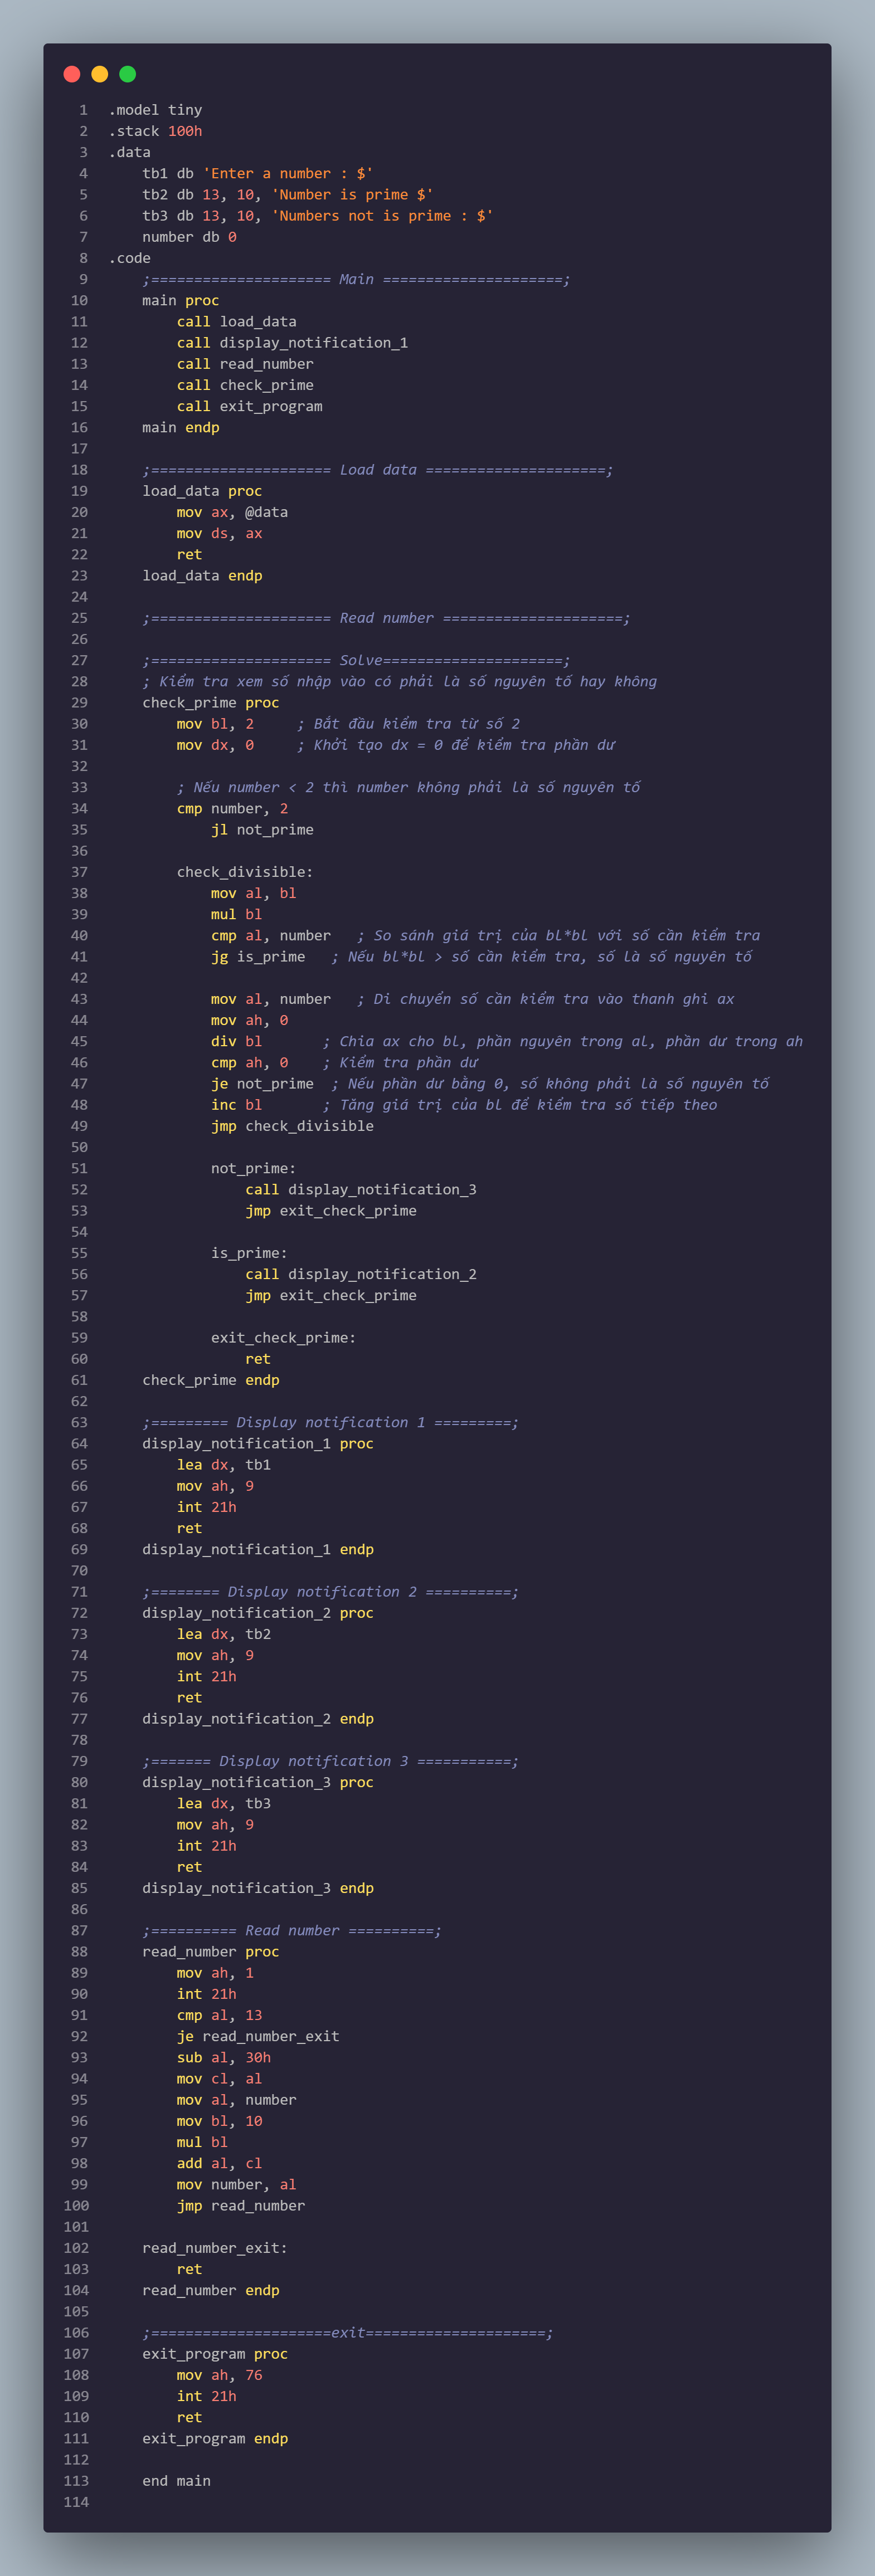 1 .model tiny
2 .stack 100h
3 .data
4 tb1 db 'Enter a number : $'
5 tb2 db 13, 10, 'Number is prime $'
6 tb3 db 13, 10, 'Numbers not is prime : $'
7 number db 0
8 .code
9 ;===================== Main =====================;
10 main proc
11 call load_data
12 call display_notification_1
13 call read_number
14 call check_prime
15 call exit_program
16 main endp
17
18 ;===================== Load data =====================;
19 load_data proc
20 mov ax, @data
21 mov ds, ax
22 ret
23 load_data endp
24
25 ;===================== Read number =====================;
26
27 ;===================== Solve=====================;
28 ; Kiểm tra xem số nhập vào có phải là số nguyên tố hay không
29 check_prime proc
30 mov bl, 2 ; Bắt đầu kiểm tra từ số 2
31 mov dx, 0 ; Khởi tạo dx = 0 để kiểm tra phần dư
32
33 ; Nếu number < 2 thì number không phải là số nguyên tố
34 cmp number, 2
35 jl not_prime
36
37 check_divisible:
38 mov al, bl
39 mul bl
40 cmp al, number ; So sánh giá trị của bl*bl với số cần kiểm tra
41 jg is_prime ; Nếu bl*bl > số cần kiểm tra, số là số nguyên tố
42
43 mov al, number ; Di chuyển số cần kiểm tra vào thanh ghi ax
44 mov ah, 0
45 div bl ; Chia ax cho bl, phần nguyên trong al, phần dư trong ah
46 cmp ah, 0 ; Kiểm tra phần dư
47 je not_prime ; Nếu phần dư bằng 0, số không phải là số nguyên tố
48 inc bl ; Tăng giá trị của bl để kiểm tra số tiếp theo
49 jmp check_divisible
50
51 not_prime:
52 call display_notification_3
53 jmp exit_check_prime
54
55 is_prime:
56 call display_notification_2
57 jmp exit_check_prime
58
59 exit_check_prime:
60 ret
61 check_prime endp
62
63 ;========= Display notification 1 =========;
64 display_notification_1 proc
65 lea dx, tb1
66 mov ah, 9
67 int 21h
68 ret
69 display_notification_1 endp
70
71 ;======== Display notification 2 ==========;
72 display_notification_2 proc
73 lea dx, tb2
74 mov ah, 9
75 int 21h
76 ret
77 display_notification_2 endp
78
79 ;======= Display notification 3 ===========;
80 display_notification_3 proc
81 lea dx, tb3
82 mov ah, 9
83 int 21h
84 ret
85 display_notification_3 endp
86
87 ;========== Read number ==========;
88 read_number proc
89 mov ah, 1
90 int 21h
91 cmp al, 13
92 je read_number_exit
93 sub al, 30h
94 mov cl, al
95 mov al, number
96 mov bl, 10
97 mul bl
98 add al, cl
99 mov number, al
100 jmp read_number
101
102 read_number_exit:
103 ret
104 read_number endp
105
106 ;=====================exit=====================;
107 exit_program proc
108 mov ah, 76
109 int 21h
110 ret
111 exit_program endp
112
113 end main
114